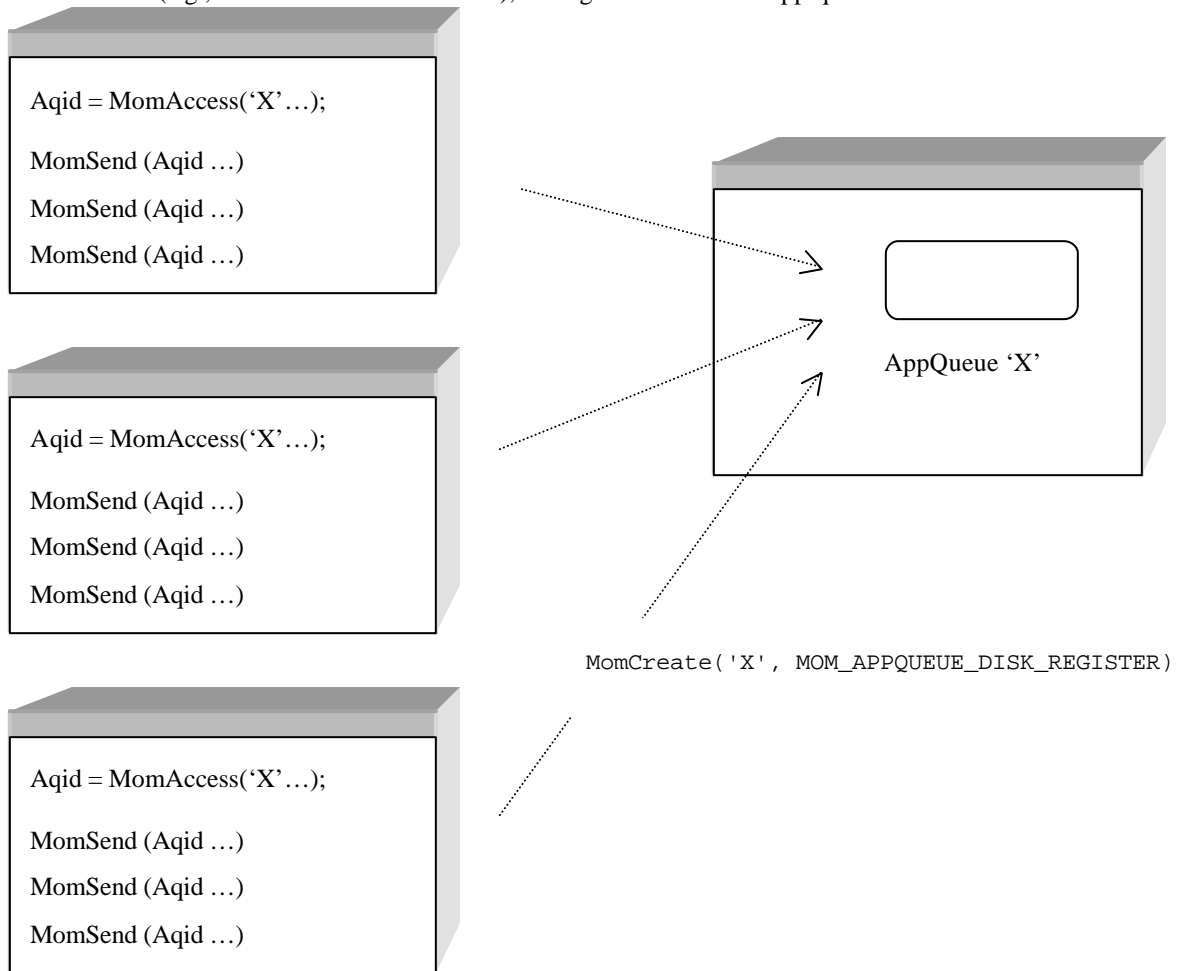 Aqid = MomAccess(‘X’…);
MomSend (Aqid …)
MomSend (Aqid …)
MomSend (Aqid …)
AppQueue ‘X’
Aqid = MomAccess(‘X’…);
MomSend (Aqid …)
MomSend (Aqid …)
MomSend (Aqid …)
MomCreate('X', MOM_APPQUEUE_DISK_REGISTER)
Aqid = MomAccess(‘X’…);
MomSend (Aqid …)
MomSend (Aqid …)
MomSend (Aqid …)